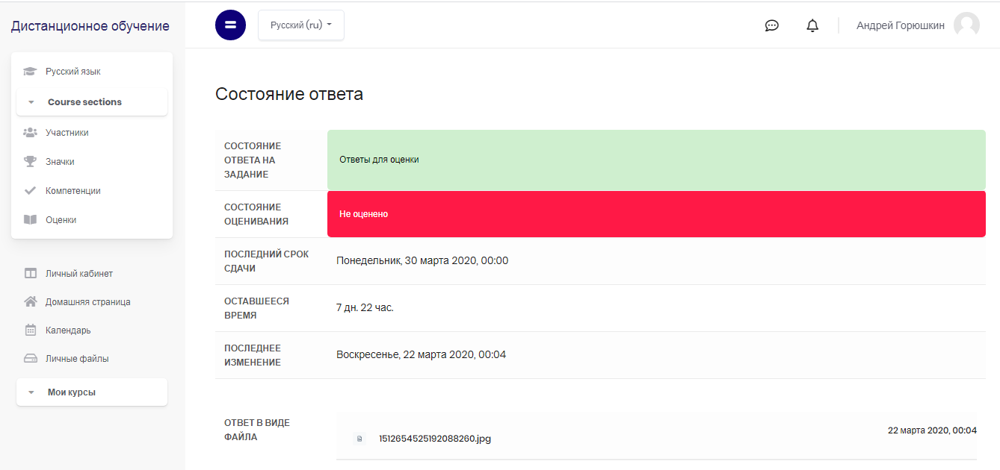 Дистанционное обучение
Русский (ru)
Андрей Горюшкин
Русский язык
Course sections
Участники
Значки
Компетенции
Оценки
Личный кабинет
Домашняя страница
Календарь
Личные файлы
Мои курсы
Состояние ответа
СОСТОЯНИЕ
ОТВЕТА НА
ЗАДАНИЕ
Ответы для оценки
СОСТОЯНИЕ
ОЦЕНИВАНИЯ
Не оценено
ПОСЛЕДНИЙ СРОК
СДАЧИ
Понедельник, 30 марта 2020, 00:00
ОСТАВШЕЕСЯ
ВРЕМЯ
7 дн. 22 час.
ПОСЛЕДНЕЕ
ИЗМЕНЕНИЕ
Воскресенье, 22 марта 2020, 00:04
ОТВЕТ В ВИДЕ
ФАЙЛА
1512654525192088260.jpg
22 марта 2020, 00:04